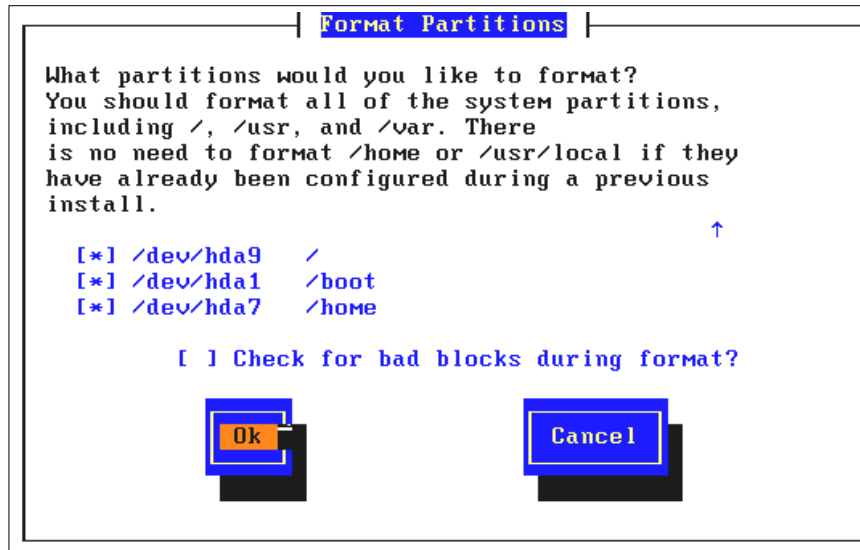 Format Partitions
What partitions would you like to format?
You should format all of the system partitions,
including /, /usr, and /var. There
is no need to format /home or /usr/local if they
have already been configured during a previous
install.
↑
[*] /dev/hda9 /
[*] /dev/hda1 /boot
[*] /dev/hda7 /home
[ ] Check for bad blocks during format?
Ok Cancel